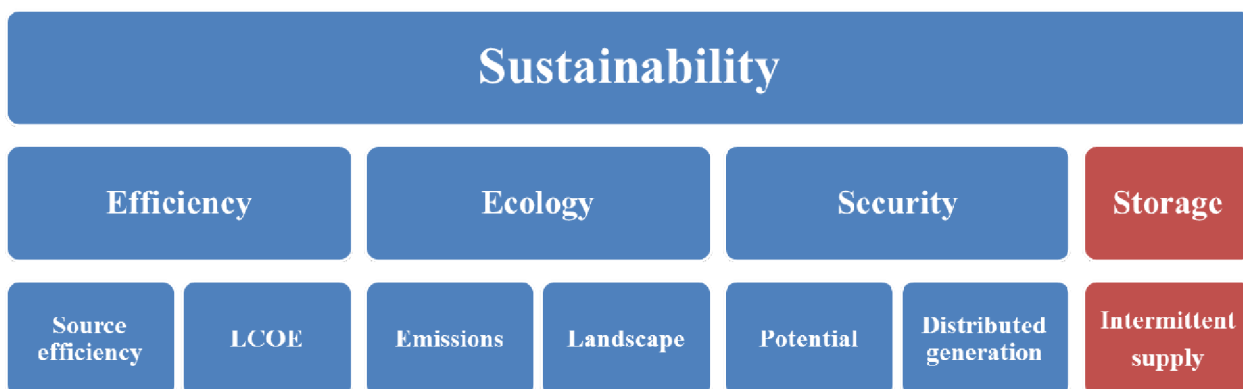 Sustainability
Efficiency
Ecology
Security
Storage
Source
efficiency
LCOE
Emissions
Landscape
Potential
Distributed
generation
Intermittent
supply